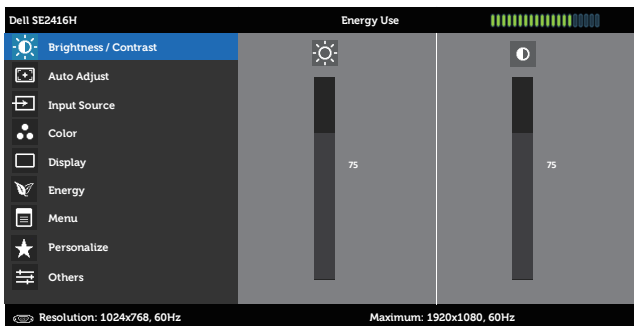 Dell SE2416H Energy Use
Brightness / Contrast
Auto Adjust
Input Source
Color
Display
75 75
Energy
Menu
Personalize
Others
Resolution: 1024x768, 60Hz Maximum: 1920x1080, 60Hz